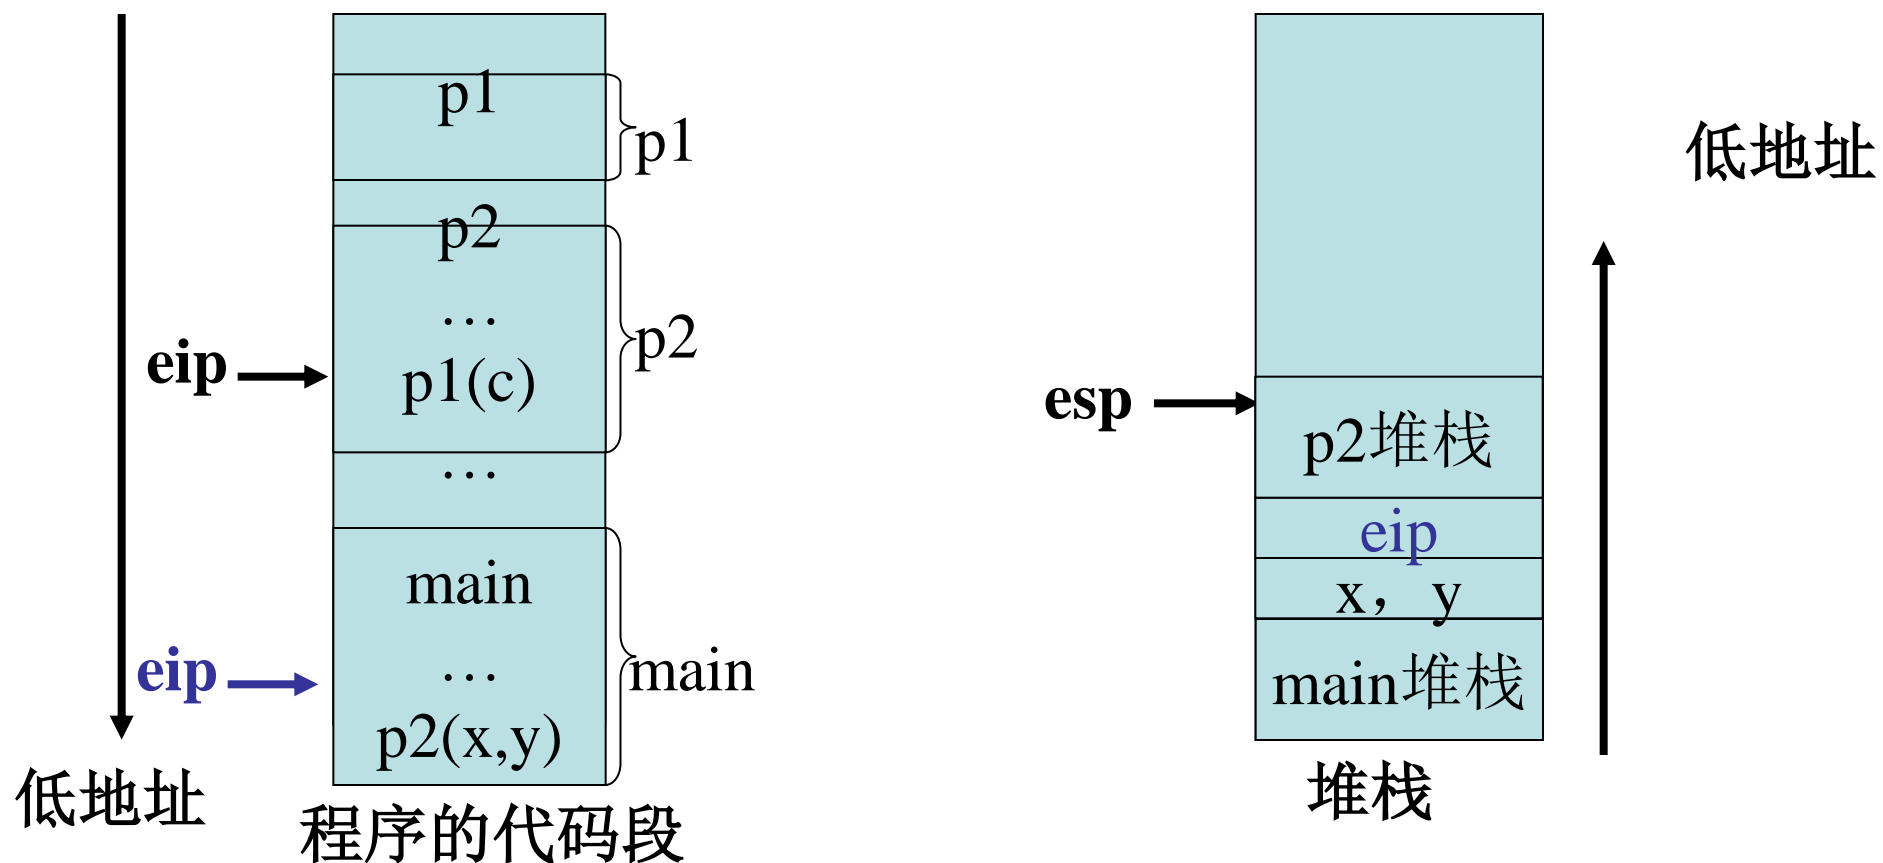 p1
p1
p2
…
eip
p1(c)
p2
…
main
…
eip
p2(x,y)
main
低地址
程序的代码段
低地址
esp
p2堆栈
eip
x，y
main堆栈
堆栈